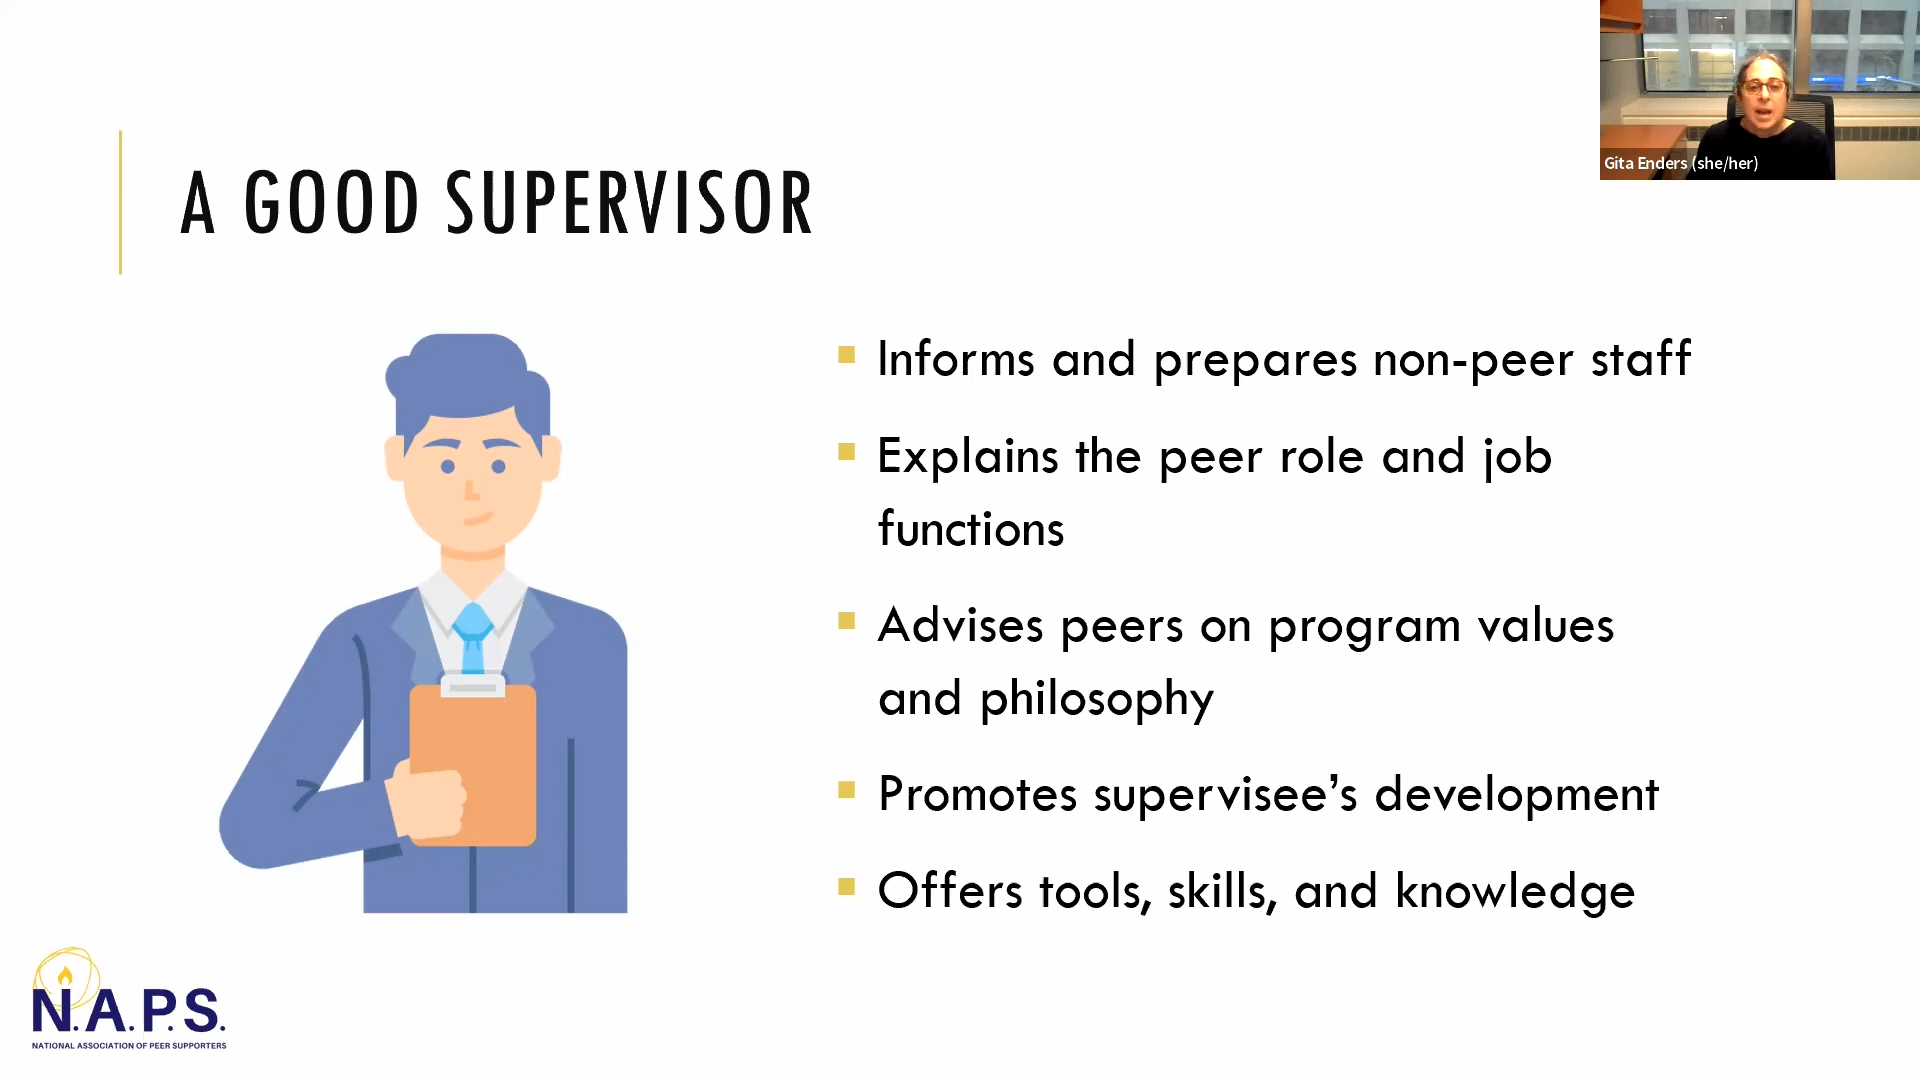 Gita Enders (she/her)
A GOOD SUPERVISOR
Informs and prepares non-peer staff
Explains the peer role and job
functions
Advises peers on program values
and philosophy
Promotes supervisee’s development
Offers tools, skills, and knowledge
N.A.P.S.
NATIONAL ASSOCIATION OF PEER SUPPORTERS